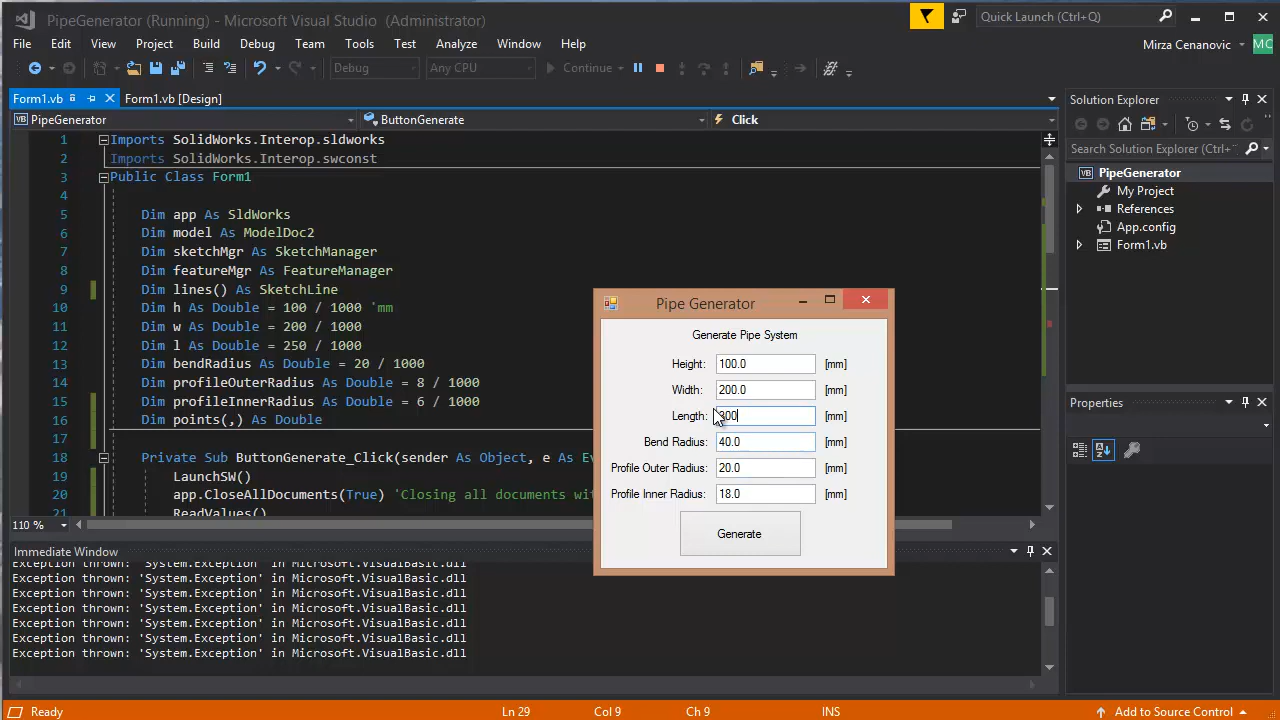 PipeGenerator (Running) - Microsoft Visual Studio (Administrator)
Quick Launch (Ctrl+Q)
File Edit View Project Build Debug Team Tools Test Analyze Window Help
Mirza Cenanovic MC
Debug Any CPU Continue
Form1.vb Form1.vb [Design]
VB PipeGenerator ButtonGenerate Click
1 Imports SolidWorks.Interop.sldworks
2 Imports SolidWorks.Interop.swconst
3 Public Class Form1
4
5 Dim app As SldWorks
6 Dim model As ModelDoc2
7 Dim sketchMgr As SketchManager
8 Dim featureMgr As FeatureManager
9 Dim lines() As SketchLine
10 Dim h As Double = 100 / 1000 'mm
11 Dim w As Double = 200 / 1000
12 Dim l As Double = 250 / 1000
13 Dim bendRadius As Double = 20 / 1000
14 Dim profileOuterRadius As Double = 8 / 1000
15 Dim profileInnerRadius As Double = 6 / 1000
16 Dim points(,) As Double
17
18 Private Sub ButtonGenerate_Click(sender As Object, e As Ev
19 LaunchSW()
20 app.CloseAllDocuments(True) 'Closing all documents wit
21 ReadValues()
110 %
Pipe Generator
Generate Pipe System
Height: 100.0 [mm]
Width: 200.0 [mm]
Length: 300 [mm]
Bend Radius: 40.0 [mm]
Profile Outer Radius: 20.0 [mm]
Profile Inner Radius: 18.0 [mm]
Generate
Immediate Window
Exception thrown: 'System.Exception' in Microsoft.VisualBasic.dll
Exception thrown: 'System.Exception' in Microsoft.VisualBasic.dll
Exception thrown: 'System.Exception' in Microsoft.VisualBasic.dll
Exception thrown: 'System.Exception' in Microsoft.VisualBasic.dll
Exception thrown: 'System.Exception' in Microsoft.VisualBasic.dll
Exception thrown: 'System.Exception' in Microsoft.VisualBasic.dll
Exception thrown: 'System.Exception' in Microsoft.VisualBasic.dll
Solution Explorer
Search Solution Explorer (Ctrl+
VB PipeGenerator
My Project
References
App.config
Form1.vb
Properties
Ready Ln 29 Col 9 Ch 9 INS Add to Source Control